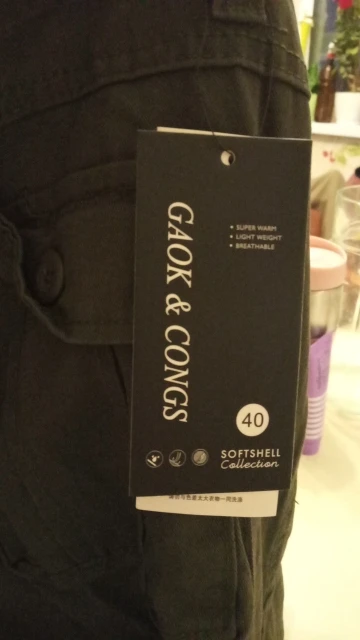 GAOK & CONGS
• SUPER WARM
• LIGHT WEIGHT
• BREATHABLE
40
SOFTSHELL
Collection